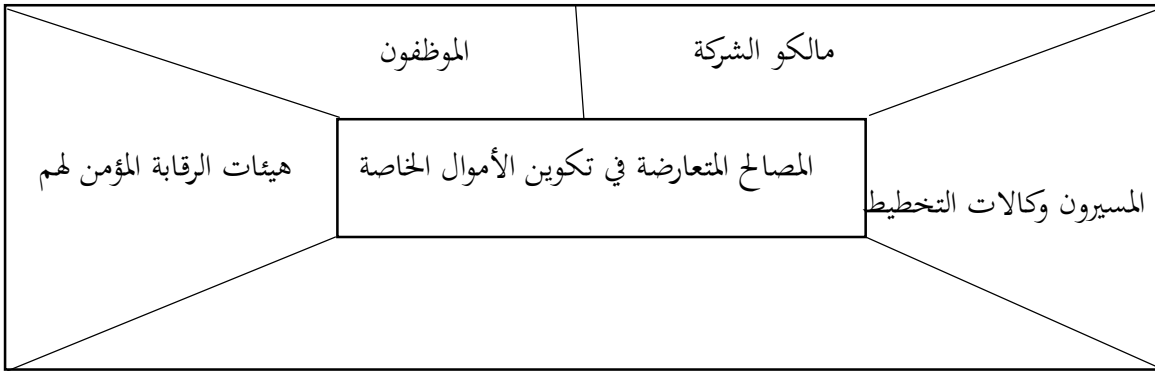 مالكو الشركة
الموظفون
المصالح المتعارضة في تكوين الأموال الخاصة
هيئات الرقابة المؤمن لهم
المسيرون وكالات التخطيط